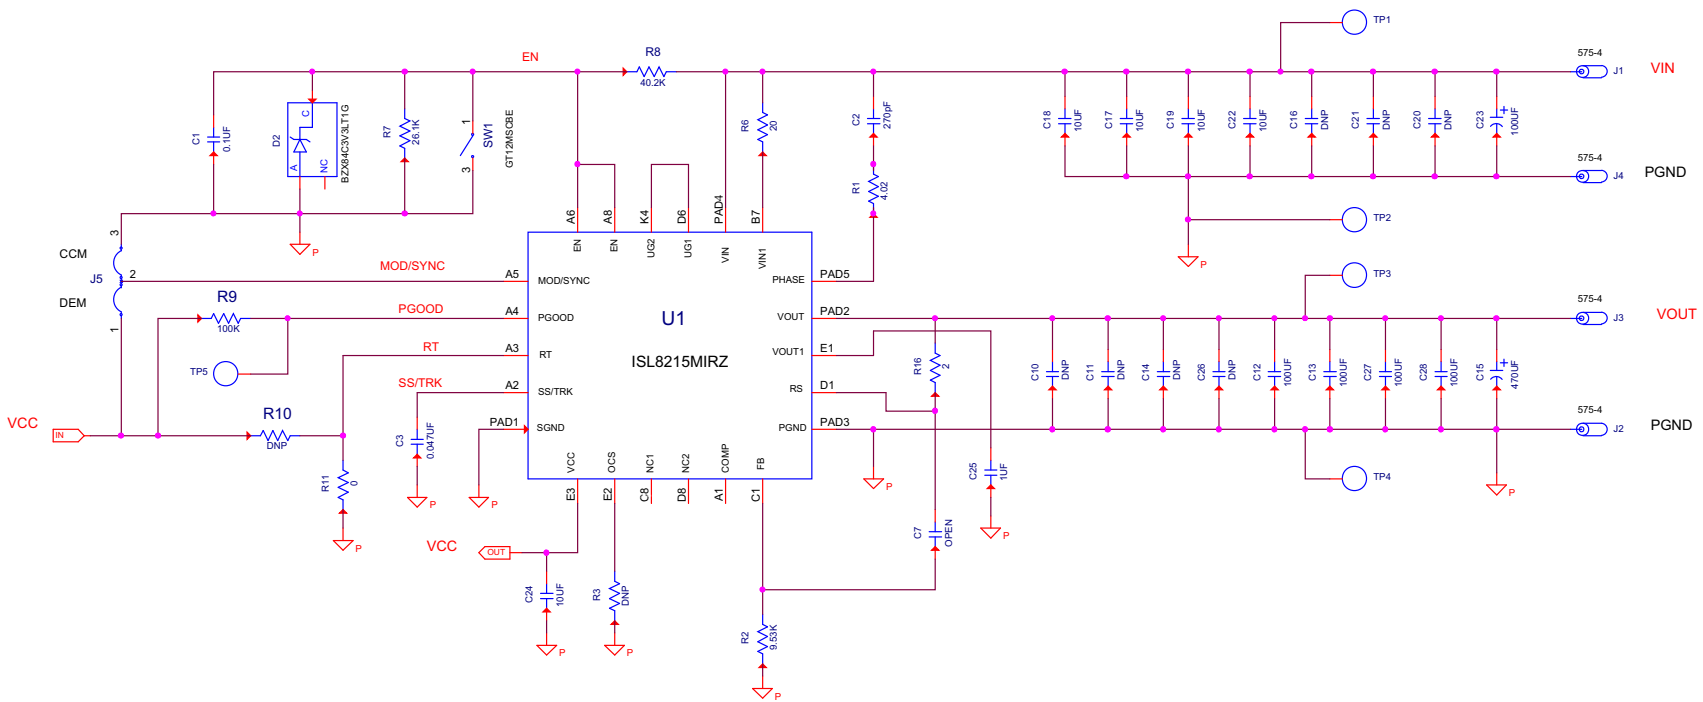 TP1
575-4
J1
VIN
EN
R8
40.2K
C1
0.1UF
D2
C
A
NC
BZX84C3V3LT1G
R7
26.1K
1
3
SW1
GT12MSCBE
R6
20
C2
270pF
R1
4.02
C18
10UF
C17
10UF
C19
10UF
C22
10UF
C16
DNP
C21
DNP
C20
DNP
C23
100UF
575-4
J4
PGND
TP2
P
P
3
CCM
J5
2
DEM
1
MOD/SYNC
A5
R9
100K
PGOOD
A4
RT
A3
SS/TRK
A2
PAD1
TP5
VCC
IN
R10
DNP
R11
0
P
C3
0.047UF
P
P
A6
A8
K4
D6
PAD4
B7
EN
EN
UG2
UG1
VIN
VIN1
MOD/SYNC
PGOOD
RT
SS/TRK
SGND
U1
ISL8215MIRZ
PHASE
VOUT
VOUT1
RS
PGND
VCC
OCS
NC1
NC2
COMP
FB
E3
E2
C8
D8
A1
C1
PAD5
PAD2
E1
D1
PAD3
TP3
575-4
J3
VOUT
R16
2
C10
DNP
C11
DNP
C14
DNP
C26
DNP
C12
100UF
C13
100UF
C27
100UF
C28
100UF
C15
470UF
575-4
J2
PGND
TP4
P
P
C25
1UF
P
C7
OPEN
VCC
OUT
C24
10UF
P
R3
DNP
P
R2
9.53K
P